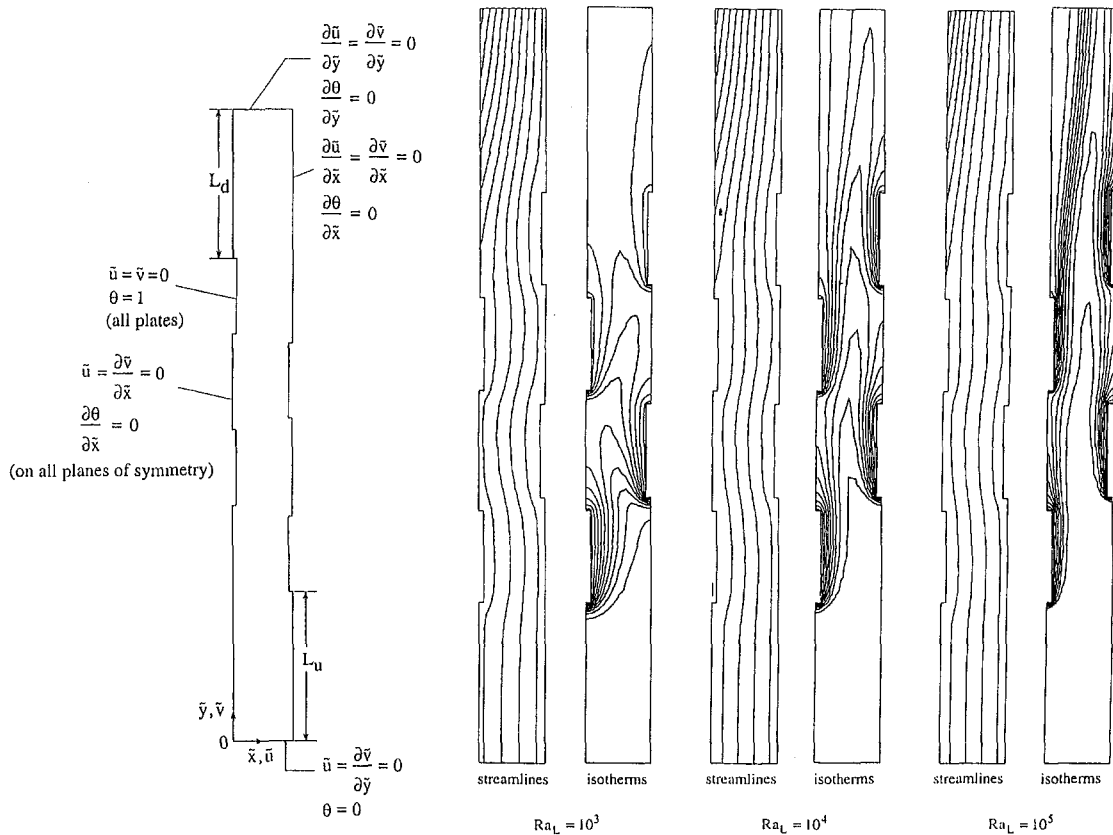 ∂ũ/∂ỹ = ∂ṽ/∂ỹ = 0
∂θ/∂ỹ = 0
∂ũ/∂x̃ = ∂ṽ/∂x̃ = 0
∂θ/∂x̃ = 0
L_d
ũ = ṽ = 0
θ = 1
(all plates)
ũ = ∂ṽ/∂x̃ = 0
∂θ/∂x̃ = 0
(on all planes of symmetry)
L_u
ỹ, ṽ
0
x̃, ũ
ũ = ∂ṽ/∂ỹ = 0
θ = 0
streamlines
isotherms
Ra_L = 10^3
streamlines
isotherms
Ra_L = 10^4
streamlines
isotherms
Ra_L = 10^5